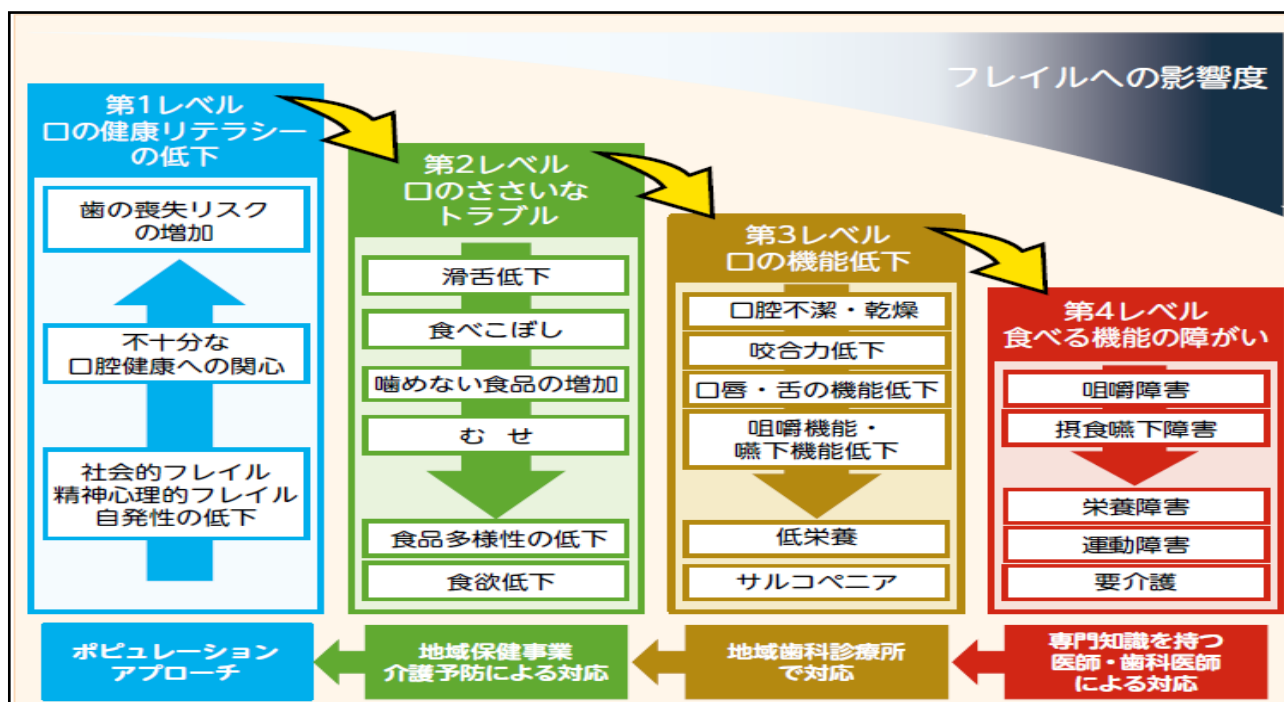 フレイルへの影響度
第1レベル
口の健康リテラシー
の低下
歯の喪失リスク
の増加
不十分な
口腔健康への関心
社会的フレイル
精神心理的フレイル
自発性の低下
ポピュレーション
アプローチ
第2レベル
口のささいな
トラブル
滑舌低下
食べこぼし
噛めない食品の増加
むせ
食品多様性の低下
食欲低下
地域保健事業
介護予防による対応
第3レベル
口の機能低下
口腔不潔・乾燥
咬合力低下
口唇・舌の機能低下
咀嚼機能・
嚥下機能低下
低栄養
サルコペニア
地域歯科診療所
で対応
第4レベル
食べる機能の障がい
咀嚼障害
摂食嚥下障害
栄養障害
運動障害
要介護
専門知識を持つ
医師・歯科医師
による対応